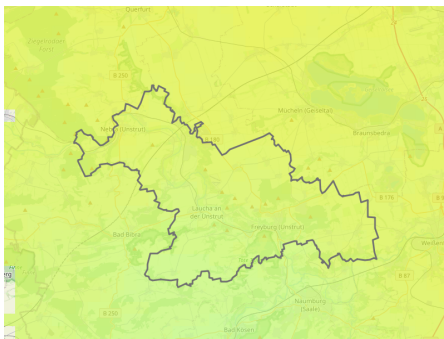 Querfurt
B 250
Mücheln (Geiseltal)
Nebra (Unstrut)
B 180
Braunsbedra
B 176
Laucha an
der Unstrut
Freyburg (Unstrut)
Bad Bibra
Weißen
B 87
Naumburg
(Saale)
B 250
Bad Kösen